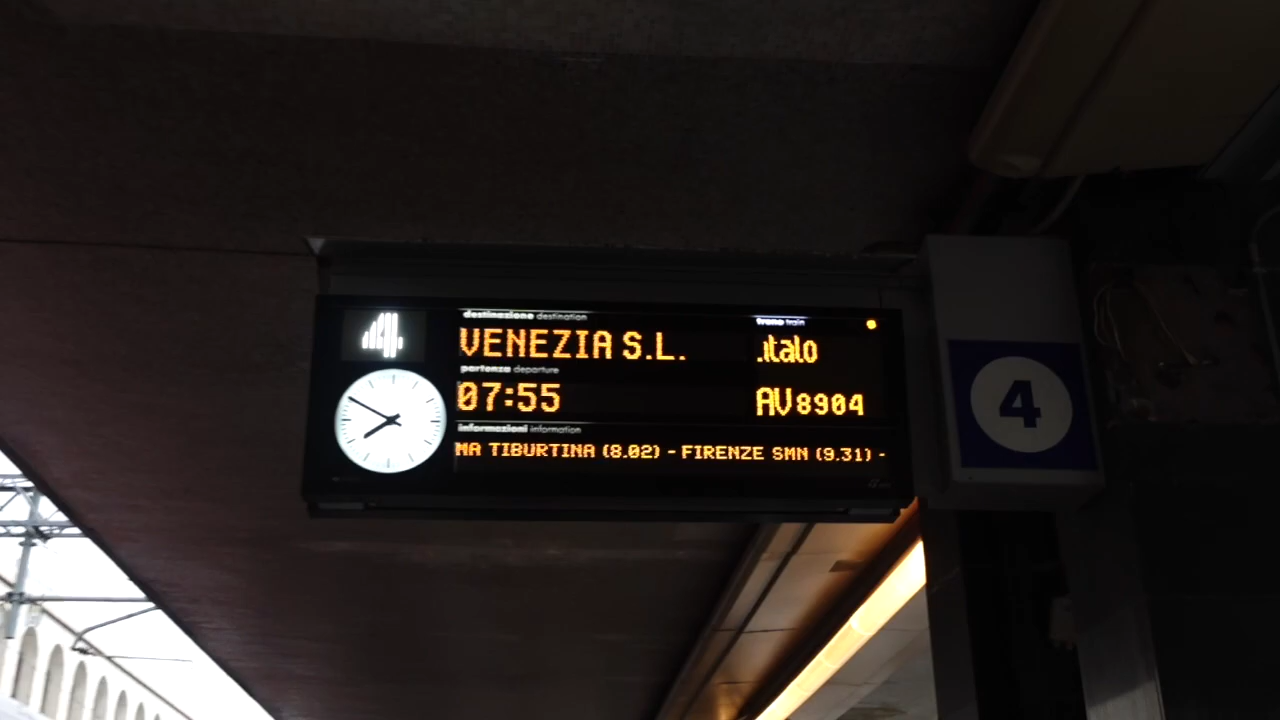 4
destinazione destination
VENEZIA S.L.
treno train
.italo
partenza departure
07:55
AV8904
informazioni information
MA TIBURTINA (8.02) - FIRENZE SMN (9.31) -
4